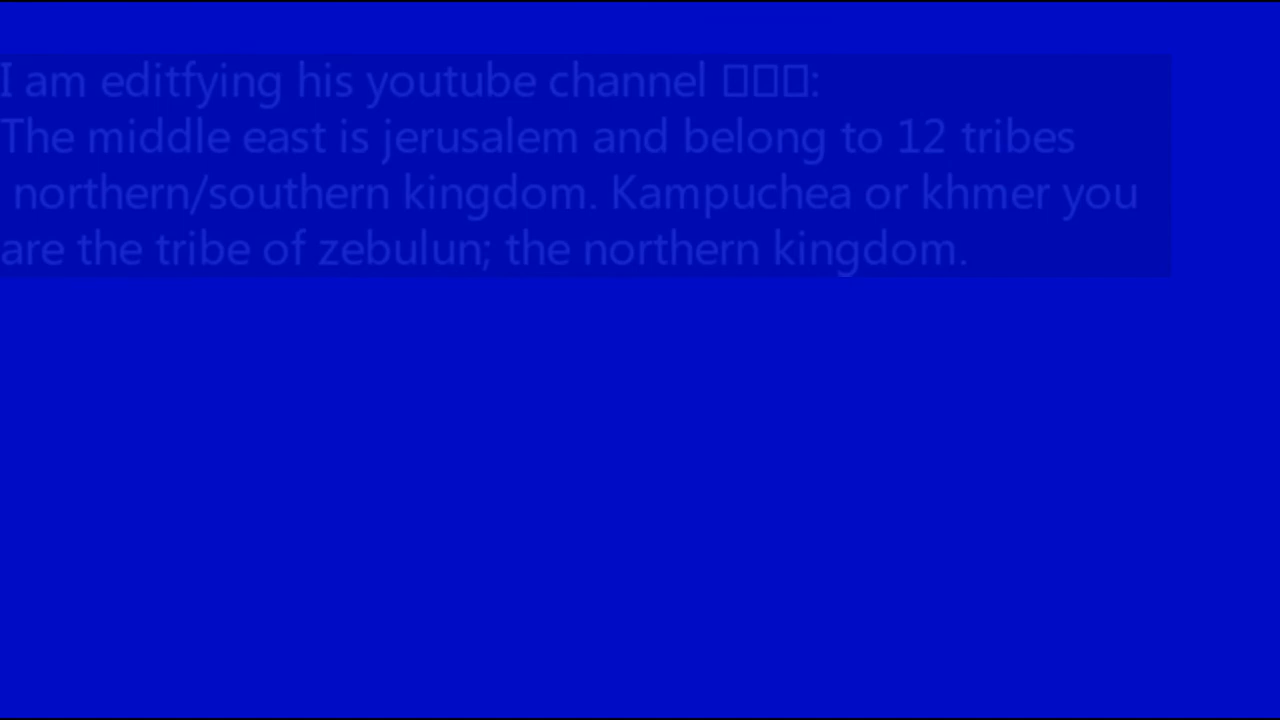 I am editfying his youtube channel □□□:
The middle east is jerusalem and belong to 12 tribes
northern/southern kingdom. Kampuchea or khmer you
are the tribe of zebulun; the northern kingdom.